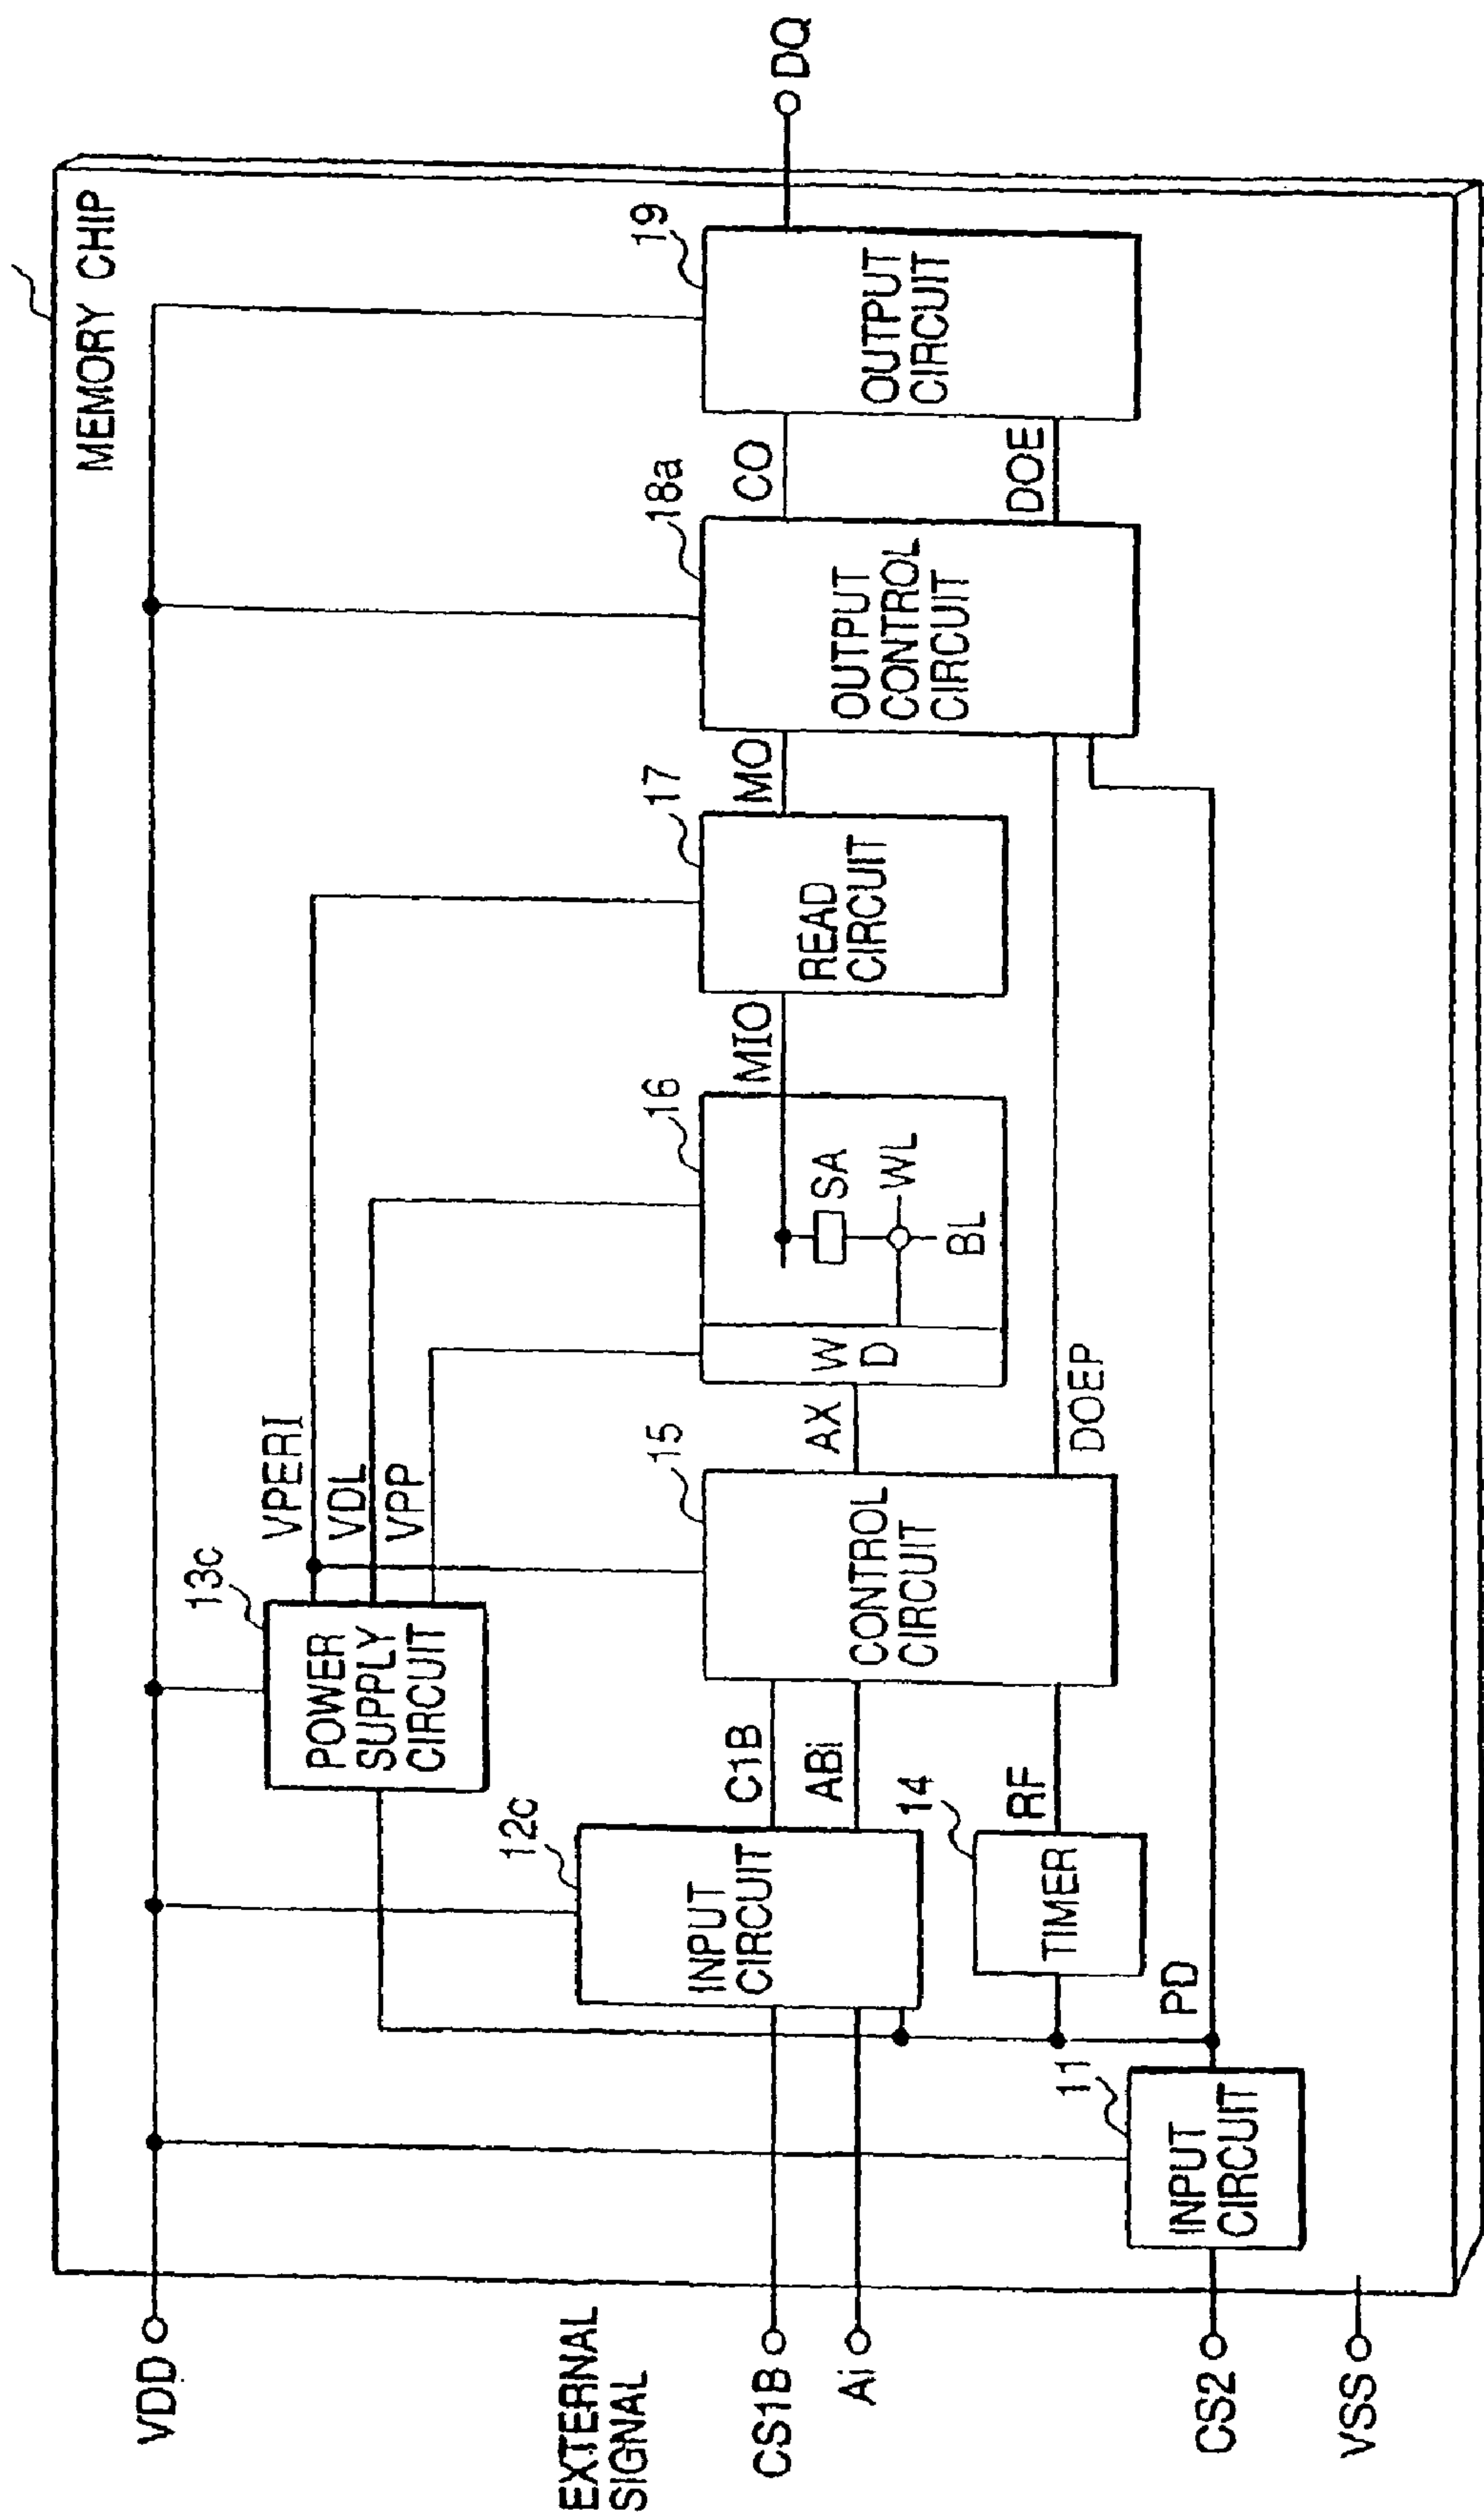 MEMORY CHIP
VDD
EXTERNAL
SIGNAL
CS1B
Ai
CS2
VSS
13c
POWER
SUPPLY
CIRCUIT
VPERI
VDL
VPP
12c
INPUT
CIRCUIT
C1B
ABi
14
TIMER
RF
11
INPUT
CIRCUIT
PD
15
CONTROL
CIRCUIT
AX
DOEP
16
W
D
SA
WL
BL
MIO
17
READ
CIRCUIT
MO
18a
OUTPUT
CONTROL
CIRCUIT
CO
DOE
19
OUTPUT
CIRCUIT
DQ